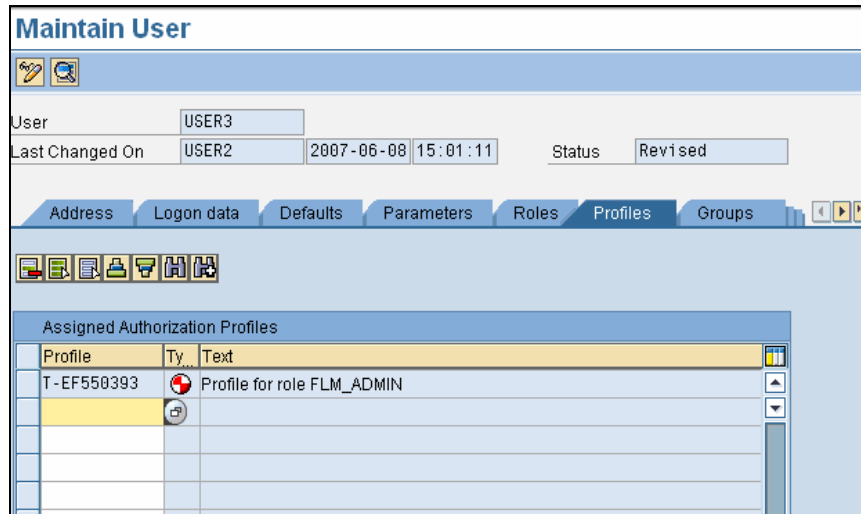 Maintain User
User USER3
Last Changed On USER2 2007-06-08 15:01:11 Status Revised
Address Logon data Defaults Parameters Roles Profiles Groups
Assigned Authorization Profiles
Profile Ty... Text
T-EF550393 Profile for role FLM_ADMIN